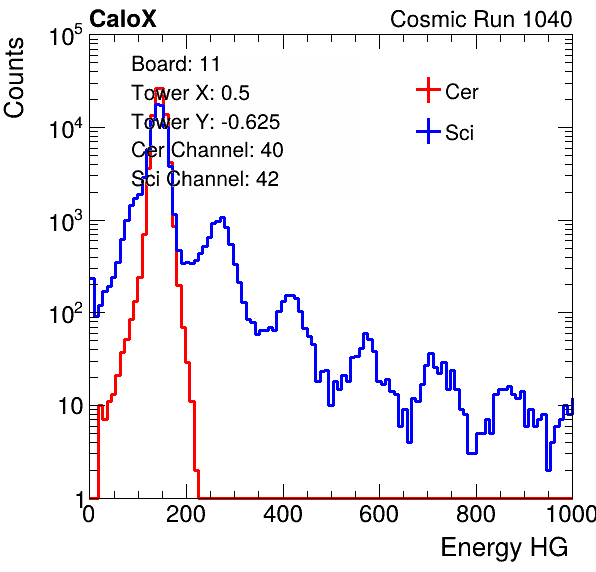 CaloX Cosmic Run 1040
Counts
10^5
10^4
10^3
10^2
10
1
Board: 11
Tower X: 0.5
Tower Y: -0.625
Cer Channel: 40
Sci Channel: 42
Cer
Sci
0 200 400 600 800 1000
Energy HG